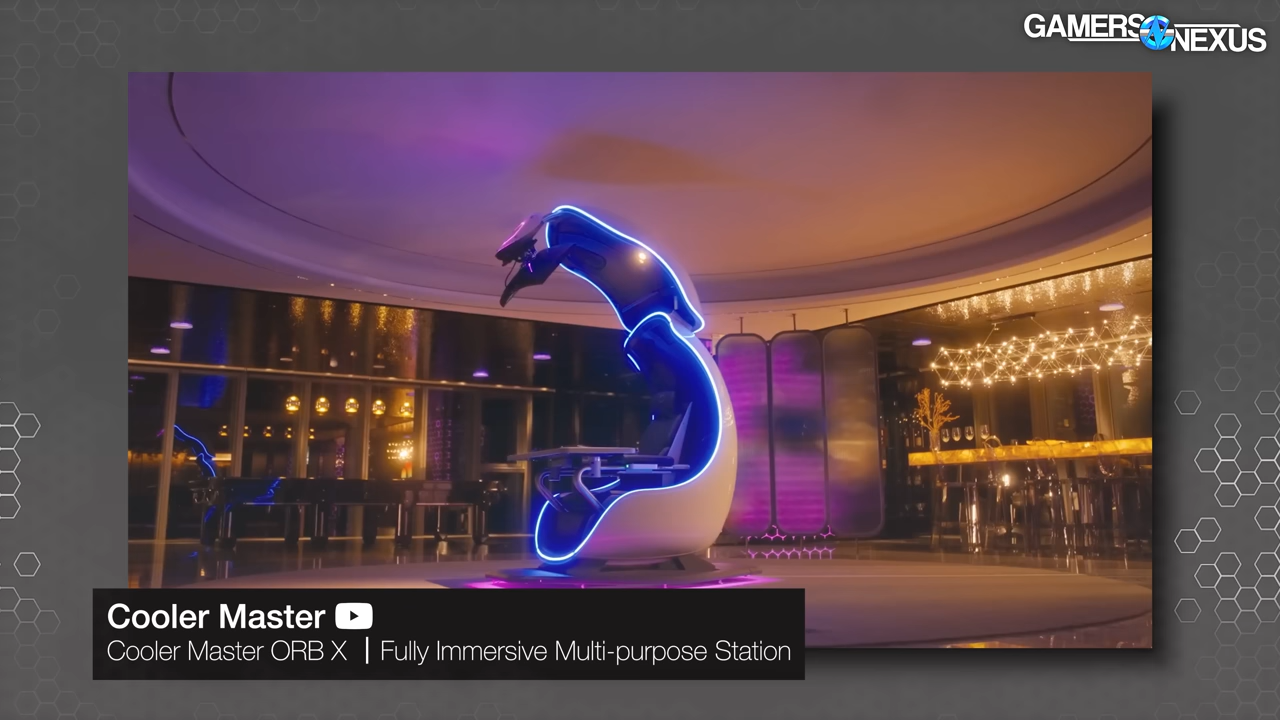 GAMERS NEXUS
Cooler Master
Cooler Master ORB X | Fully Immersive Multi-purpose Station